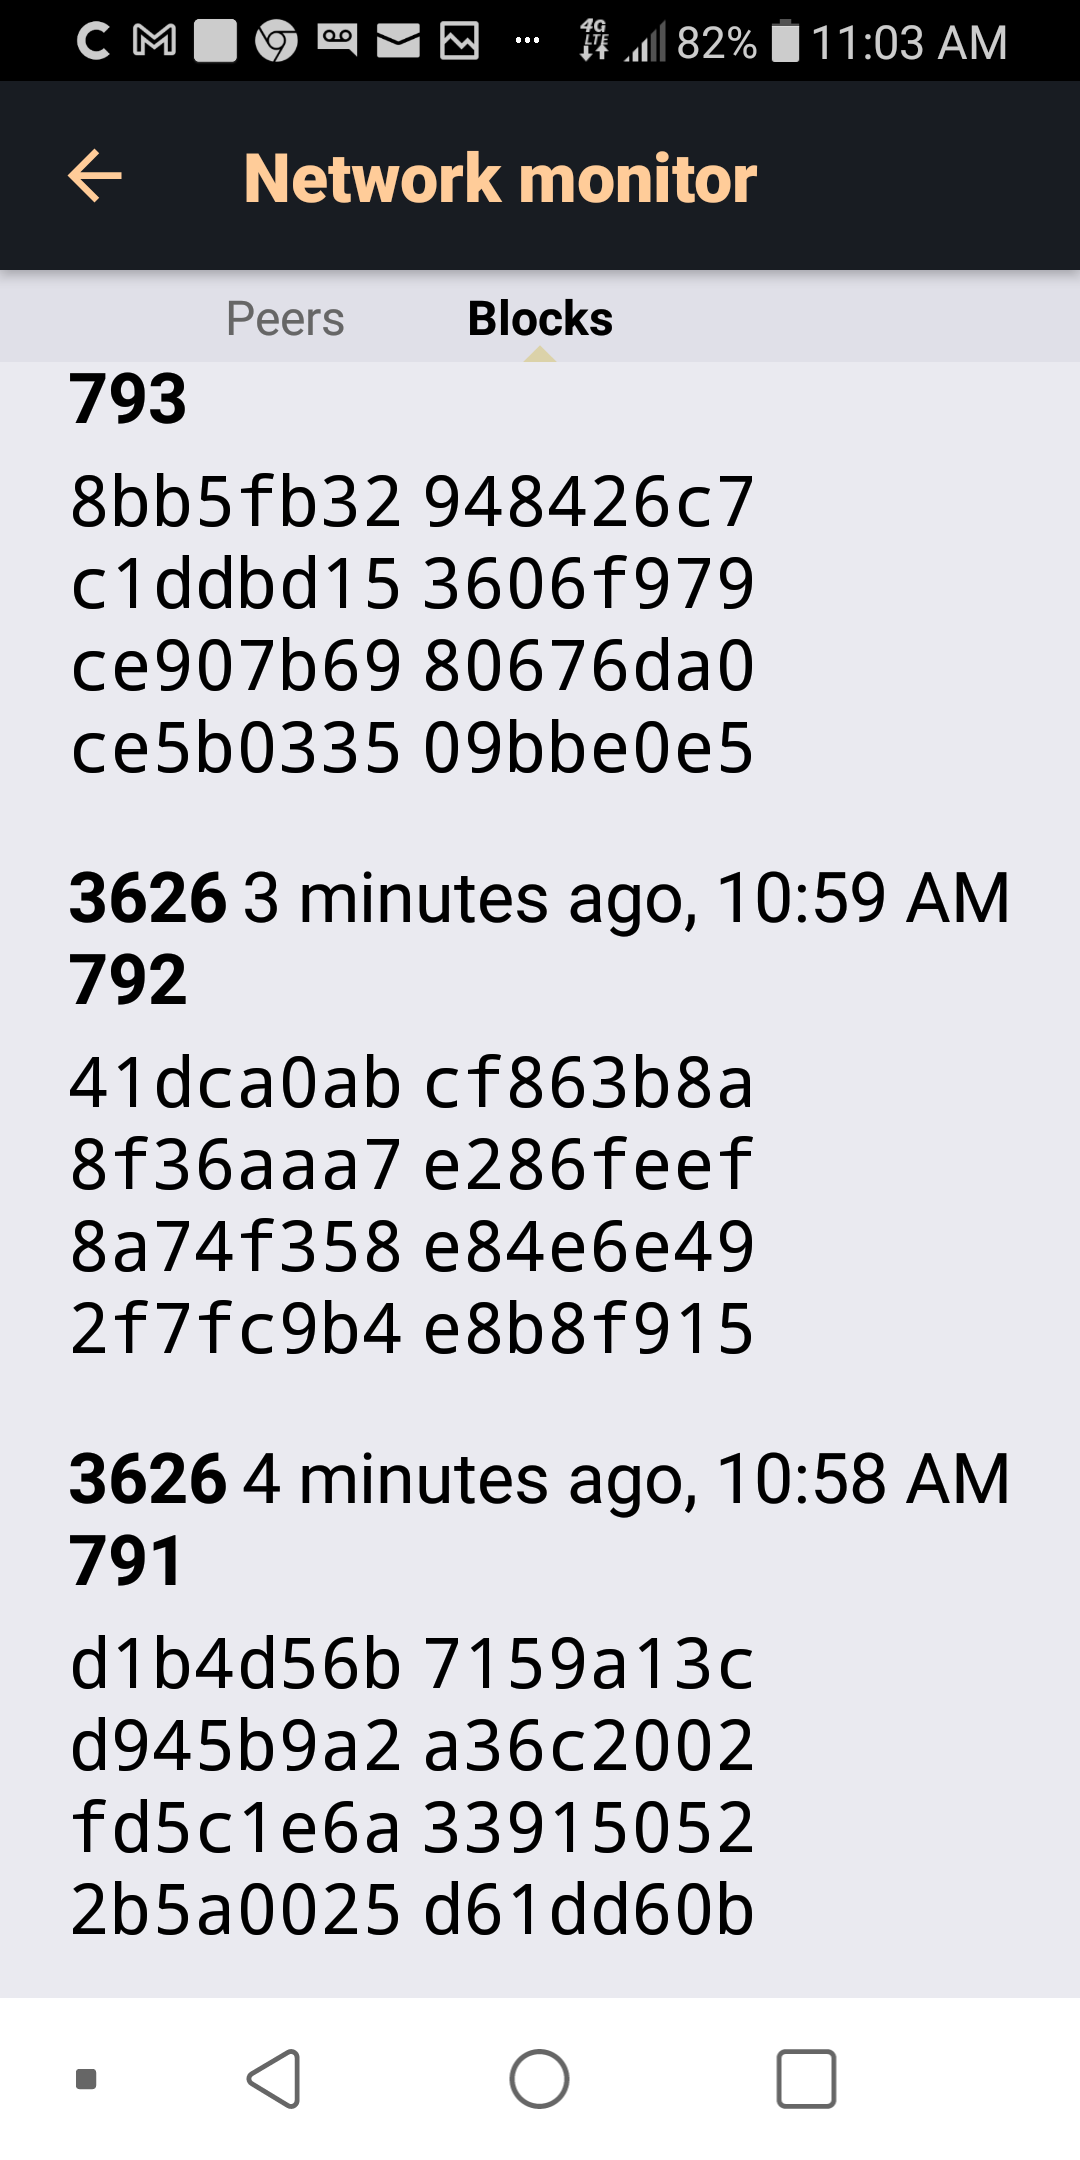 4G LTE 82% 11:03 AM
Network monitor
Peers Blocks
793
8bb5fb32 948426c7
c1ddbd15 3606f979
ce907b69 80676da0
ce5b0335 09bbe0e5
3626 3 minutes ago, 10:59 AM
792
41dca0ab cf863b8a
8f36aaa7 e286feef
8a74f358 e84e6e49
2f7fc9b4 e8b8f915
3626 4 minutes ago, 10:58 AM
791
d1b4d56b 7159a13c
d945b9a2 a36c2002
fd5c1e6a 33915052
2b5a0025 d61dd60b